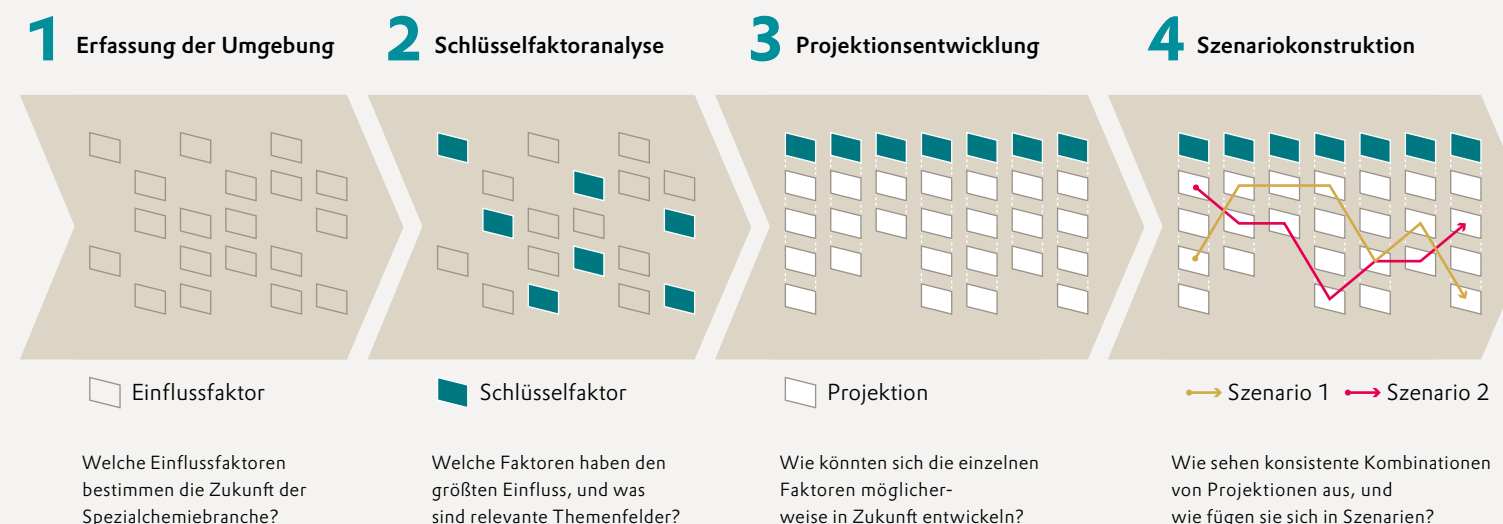 1 Erfassung der Umgebung
2 Schlüsselfaktoranalyse
3 Projektionsentwicklung
4 Szenariokonstruktion
Einflussfaktor
Schlüsselfaktor
Projektion
Szenario 1
Szenario 2
Welche Einflussfaktoren
bestimmen die Zukunft der
Spezialchemiebranche?
Welche Faktoren haben den
größten Einfluss, und was
sind relevante Themenfelder?
Wie könnten sich die einzelnen
Faktoren möglicher-
weise in Zukunft entwickeln?
Wie sehen konsistente Kombinationen
von Projektionen aus, und
wie fügen sie sich in Szenarien?